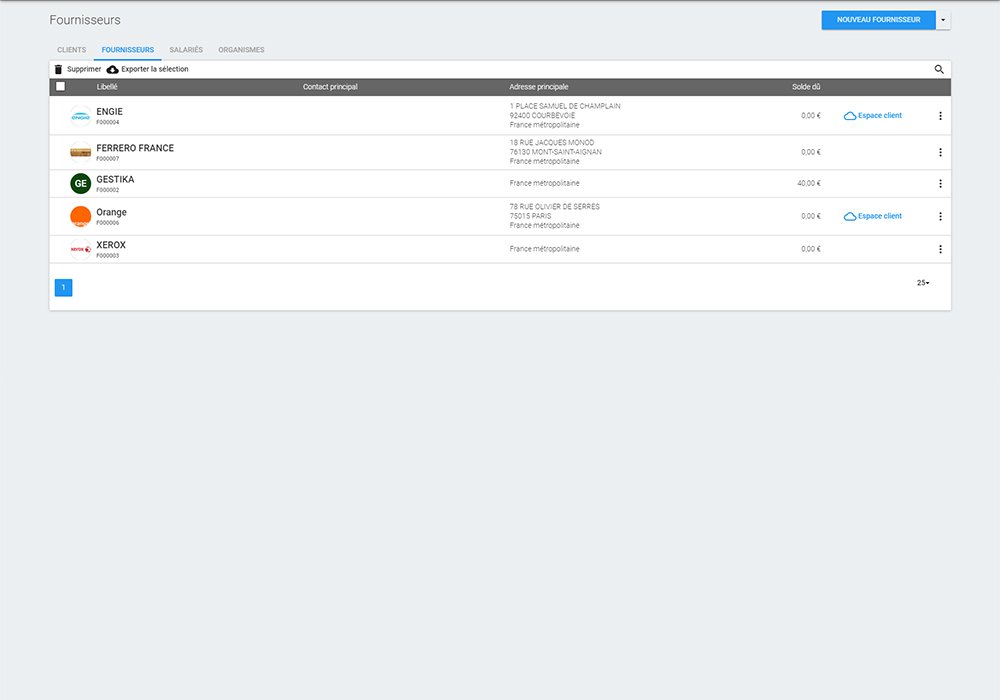 Fournisseurs
NOUVEAU FOURNISSEUR
CLIENTS FOURNISSEURS SALARIÉS ORGANISMES
Supprimer Exporter la sélection
Libellé Contact principal Adresse principale Solde dû
ENGIE
F000004
1 PLACE SAMUEL DE CHAMPLAIN
92400 COURBEVOIE
France métropolitaine
0,00 €
Espace client
FERRERO FRANCE
F000007
18 RUE JACQUES MONOD
76130 MONT-SAINT-AIGNAN
France métropolitaine
0,00 €
GE
GESTIKA
F000002
France métropolitaine
40,00 €
Orange
F000006
78 RUE OLIVIER DE SERRES
75015 PARIS
France métropolitaine
0,00 €
Espace client
XEROX
F000003
France métropolitaine
0,00 €
1
25